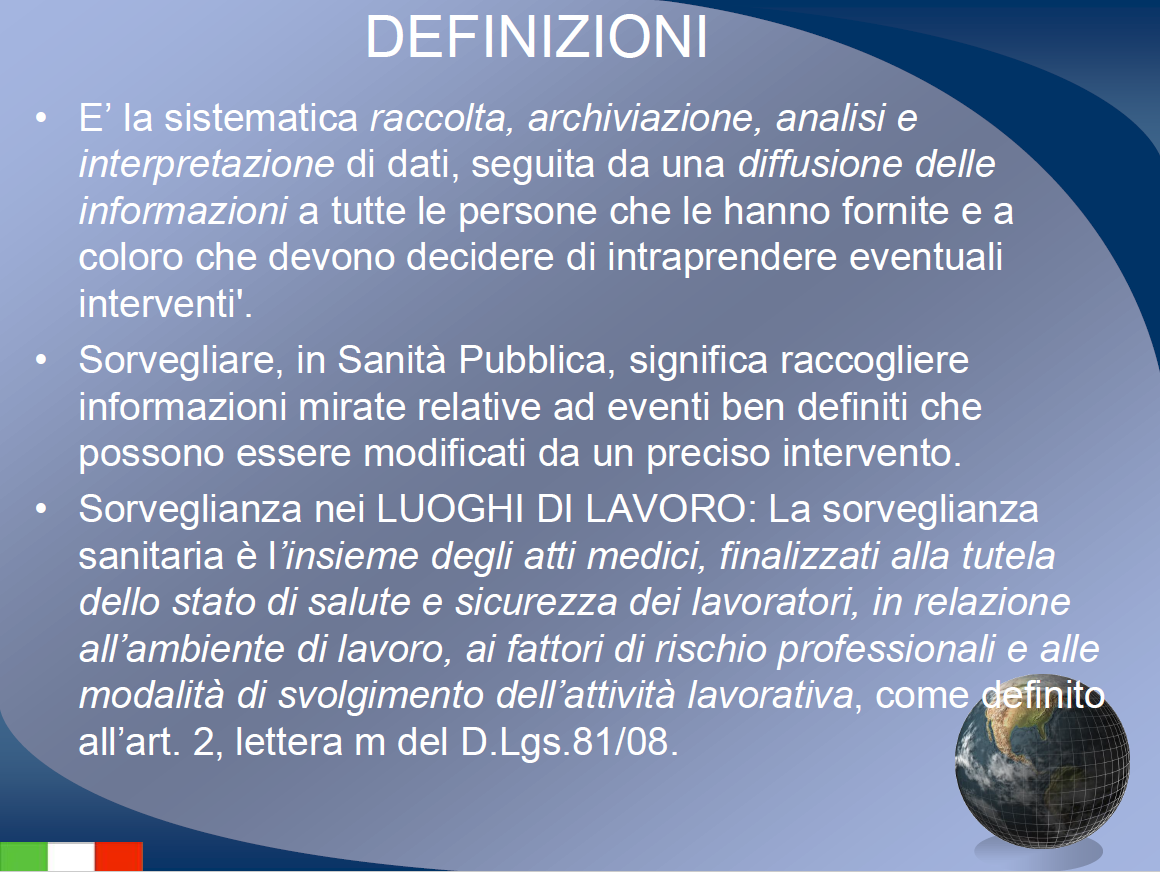 DEFINIZIONI
• E’ la sistematica raccolta, archiviazione, analisi e
interpretazione di dati, seguita da una diffusione delle
informazioni a tutte le persone che le hanno fornite e a
coloro che devono decidere di intraprendere eventuali
interventi'.
• Sorvegliare, in Sanità Pubblica, significa raccogliere
informazioni mirate relative ad eventi ben definiti che
possono essere modificati da un preciso intervento.
• Sorveglianza nei LUOGHI DI LAVORO: La sorveglianza
sanitaria è l’insieme degli atti medici, finalizzati alla tutela
dello stato di salute e sicurezza dei lavoratori, in relazione
all’ambiente di lavoro, ai fattori di rischio professionali e alle
modalità di svolgimento dell’attività lavorativa, come definito
all’art. 2, lettera m del D.Lgs.81/08.